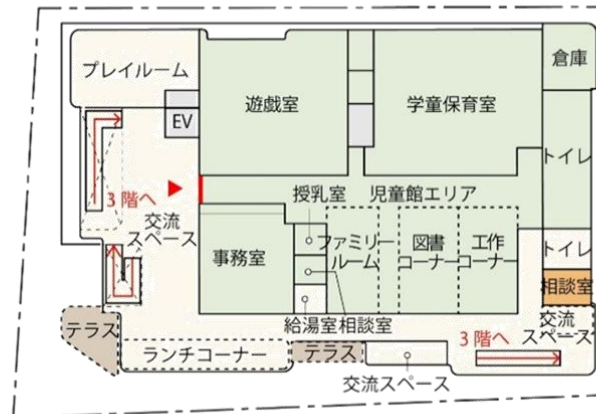 プレイルーム
EV
遊戯室
学童保育室
倉庫
トイレ
3階へ
交流
スペース
授乳室
児童館エリア
事務室
ファミリー
ルーム
図書
コーナー
工作
コーナー
トイレ
相談室
交流
スペース
テラス
給湯室
相談室
ランチコーナー
テラス
3階へ
交流スペース